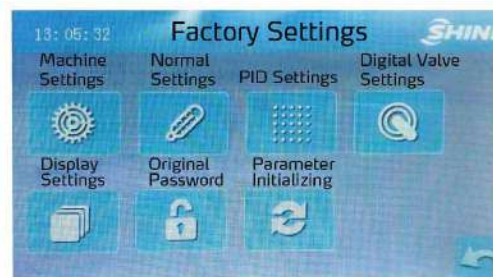 13:05:32
Factory Settings
SHINI
Machine
Settings
Normal
Settings
PID Settings
Digital Valve
Settings
Display
Settings
Original
Password
Parameter
Initializing